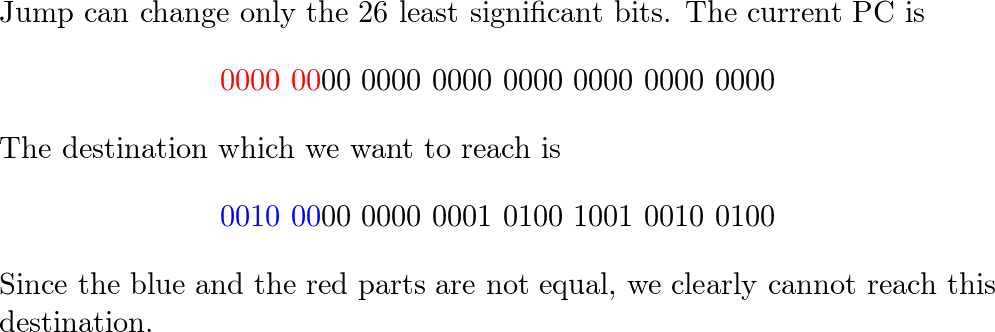 Jump can change only the 26 least significant bits. The current PC is
0000 0000 0000 0000 0000 0000 0000 0000
The destination which we want to reach is
0010 0000 0000 0001 0100 1001 0010 0100
Since the blue and the red parts are not equal, we clearly cannot reach this
destination.